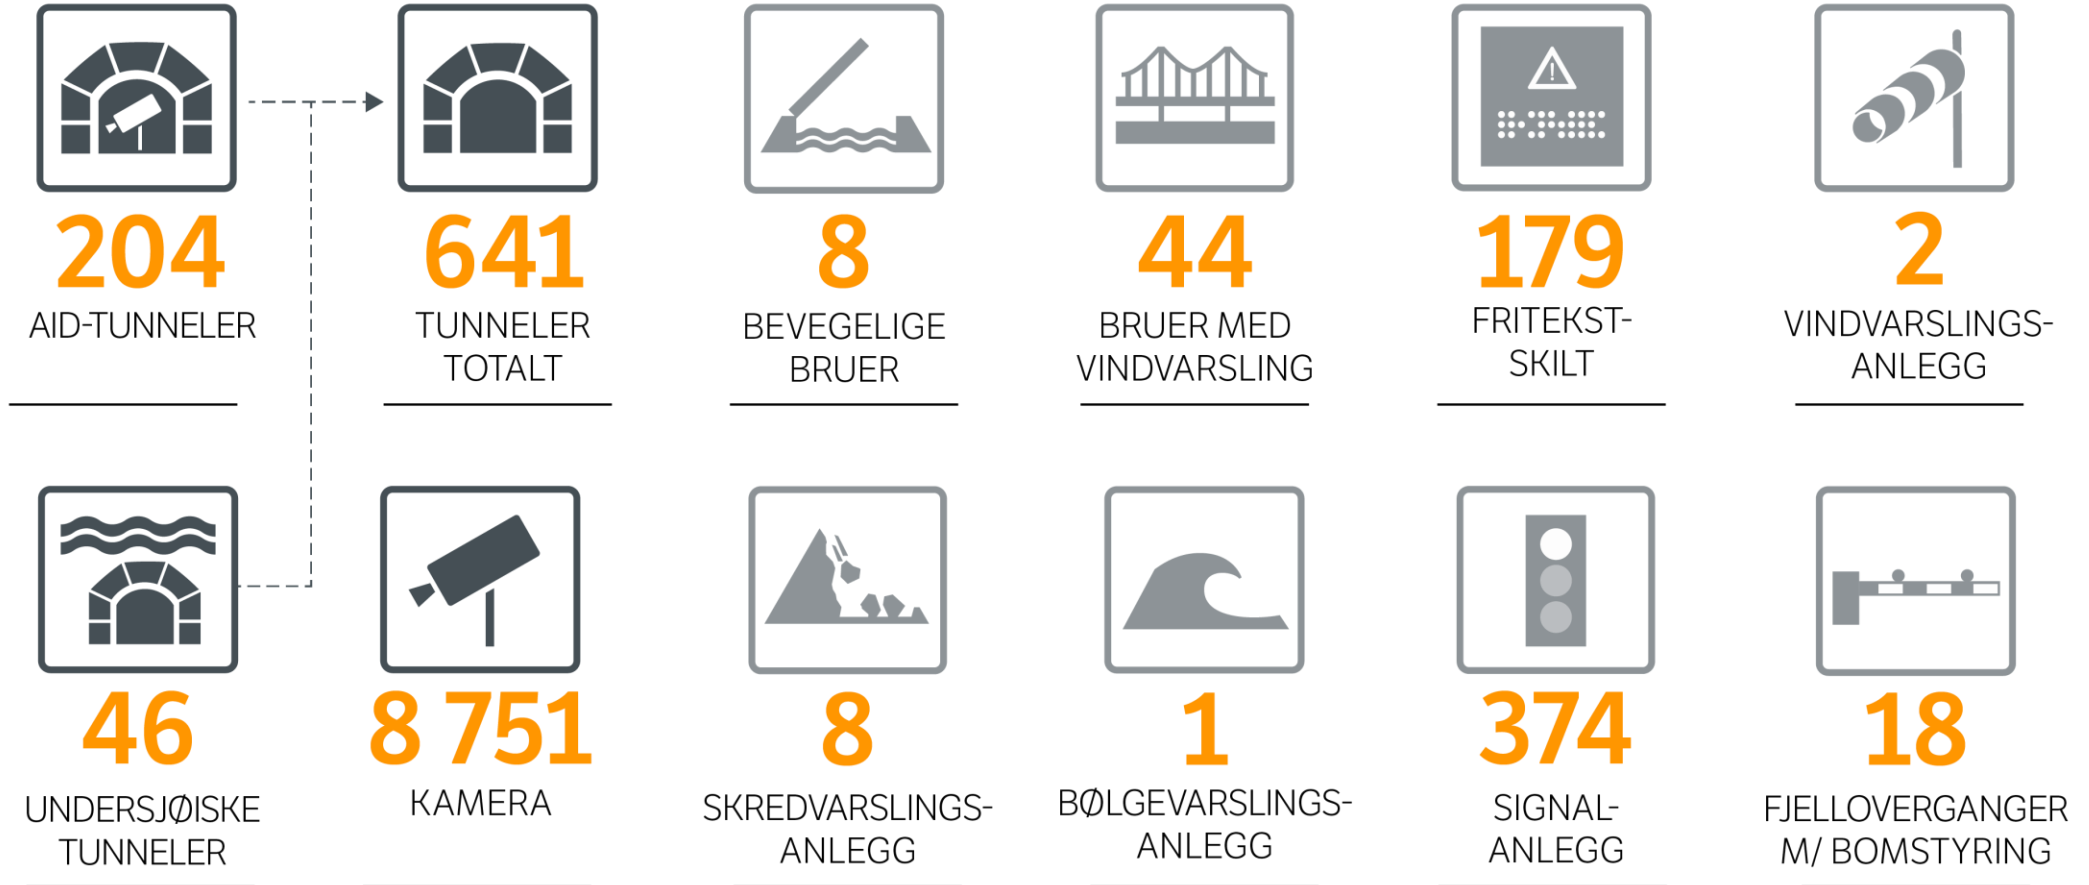 204
AID-TUNNELER
641
TUNNELER
TOTALT
8
BEVEGELIGE
BRUER
44
BRUER MED
VINDVARSLING
179
FRITEKST-
SKILT
2
VINDVARSLINGS-
ANLEGG
46
UNDERSJØISKE
TUNNELER
8 751
KAMERA
8
SKREDVARSLINGS-
ANLEGG
1
BØLGEVARSLINGS-
ANLEGG
374
SIGNAL-
ANLEGG
18
FJELLOVERGANGER
M/ BOMSTYRING